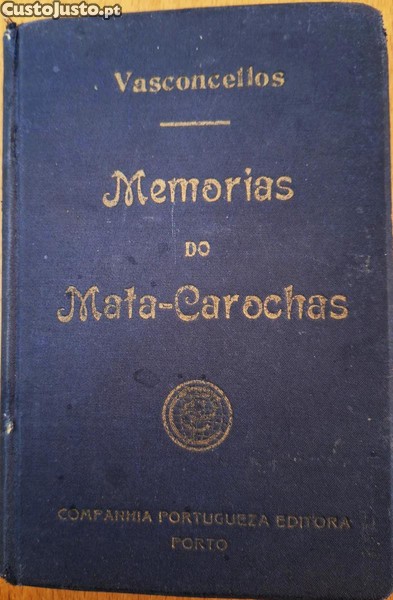 CustoJusto.pt
Vasconcellos
Memorias
DO
Mata-Carochas
COMPANHIA PORTUGUEZA EDITORA
PORTO